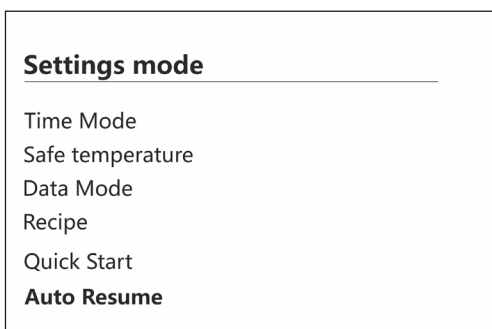 Settings mode
Time Mode
Safe temperature
Data Mode
Recipe
Quick Start
Auto Resume